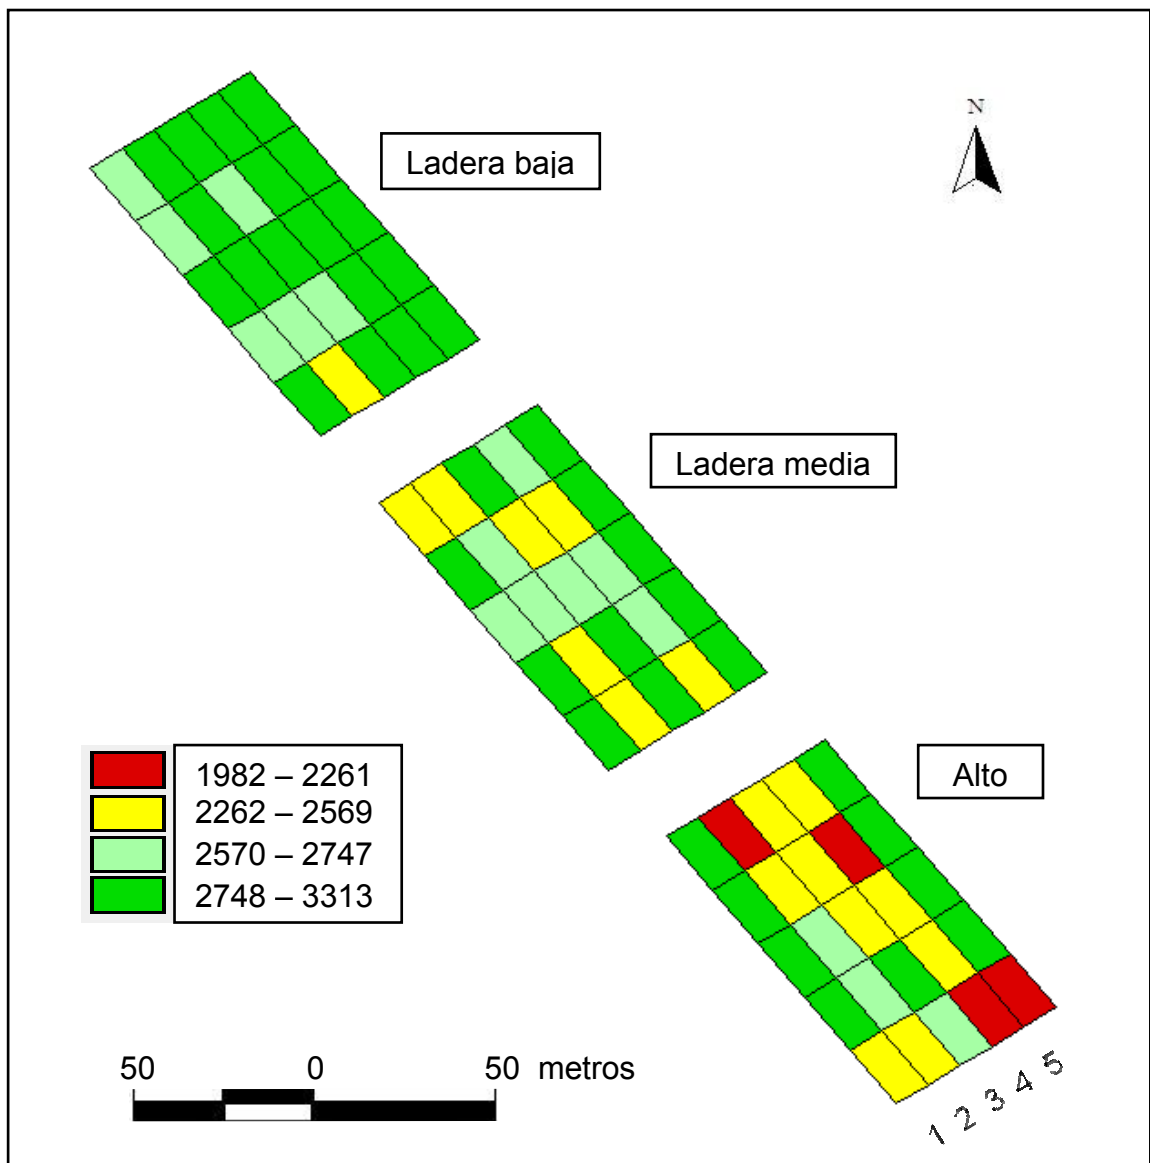 N
Ladera baja
Ladera media
Alto
1982 – 2261
2262 – 2569
2570 – 2747
2748 – 3313
50 0 50 metros
1 2 3 4 5